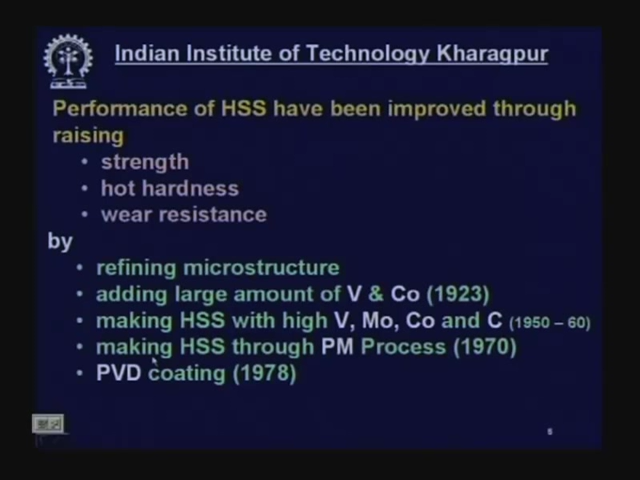 Indian Institute of Technology Kharagpur
Performance of HSS have been improved through
raising
• strength
• hot hardness
• wear resistance
by
• refining microstructure
• adding large amount of V & Co (1923)
• making HSS with high V, Mo, Co and C (1950 – 60)
• making HSS through PM Process (1970)
• PVD coating (1978)